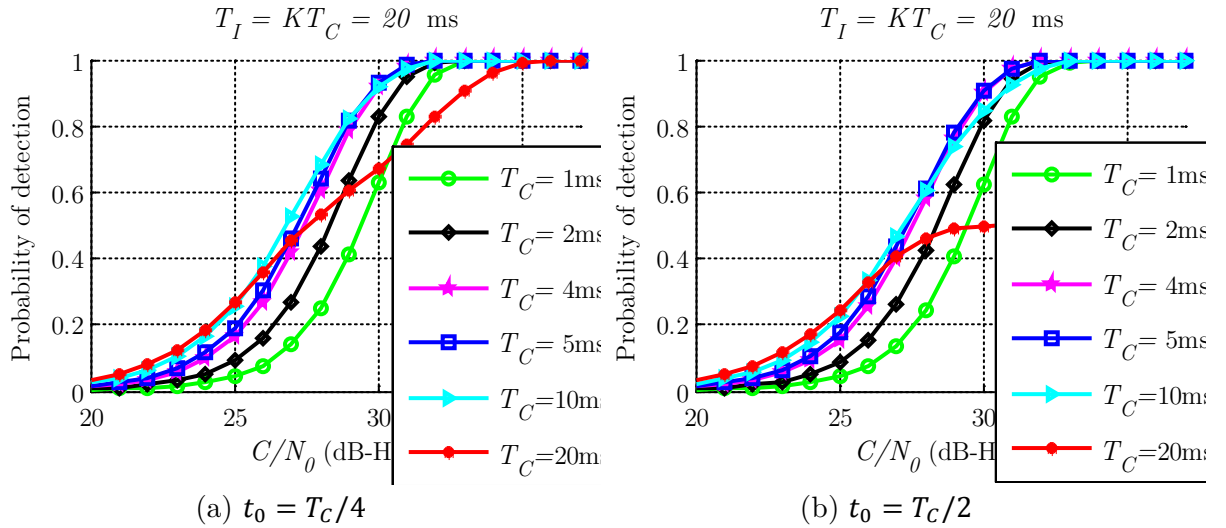 T_I = KT_C = 20 ms
1
0.8
0.6
0.4
0.2
0
Probability of detection
20
25
30
C/N_0 (dB-H
T_C= 1ms
T_C= 2ms
T_C= 4ms
T_C= 5ms
T_C=10ms
T_C=20ms
(a) t_0 = T_C/4
T_I = KT_C = 20 ms
1
0.8
0.6
0.4
0.2
0
Probability of detection
20
25
30
C/N_0 (dB-H
T_C= 1ms
T_C= 2ms
T_C= 4ms
T_C= 5ms
T_C=10ms
T_C=20ms
(b) t_0 = T_C/2